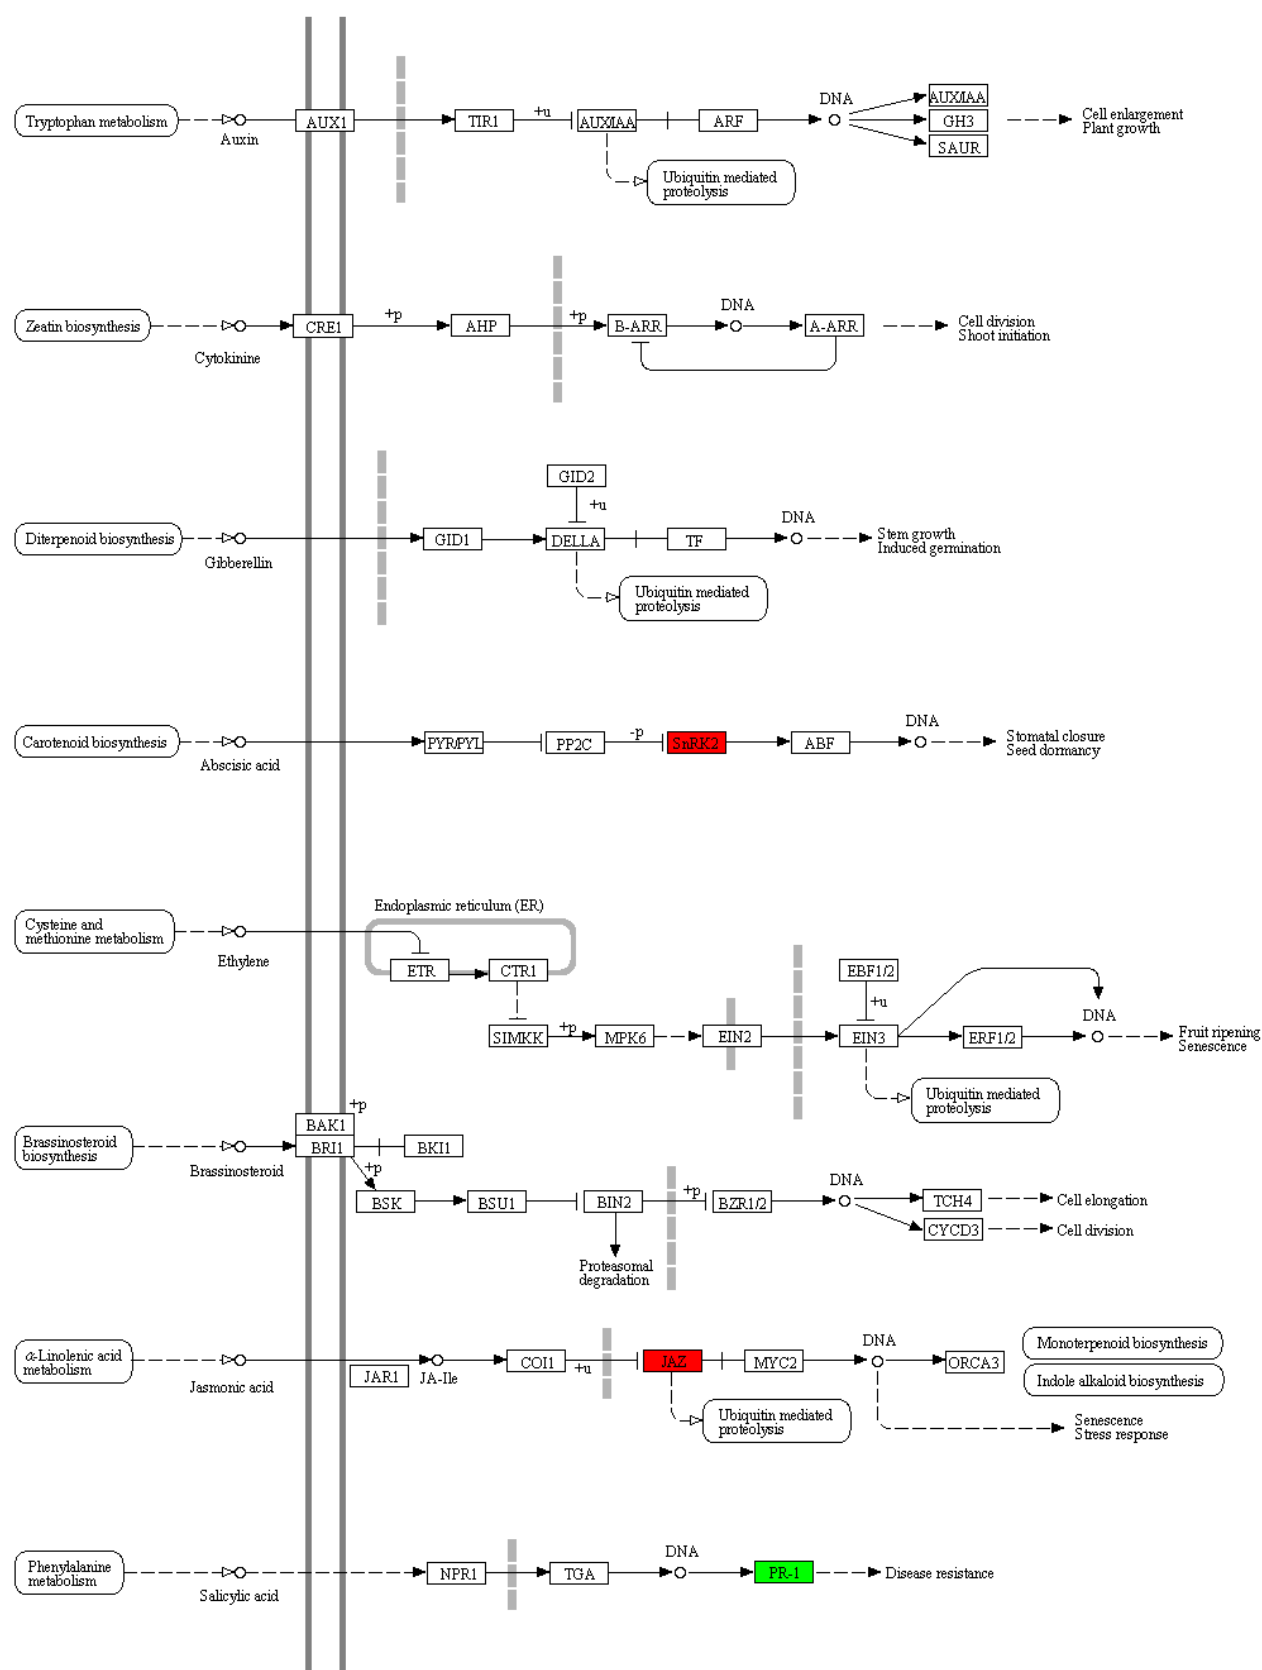 Tryptophan metabolism
Auxin
AUX1
TIR1
+u
AUX/IAA
ARF
DNA
AUX/IAA
GH3
SAUR
Cell enlargement
Plant growth
Ubiquitin mediated
proteolysis
Zeatin biosynthesis
Cytokinine
CRE1
+p
AHP
+p
B-ARR
DNA
A-ARR
Cell division
Shoot initiation
Diterpenoid biosynthesis
Gibberellin
GID1
GID2
+u
DELLA
TF
DNA
Stem growth
Induced germination
Ubiquitin mediated
proteolysis
Carotenoid biosynthesis
Abscisic acid
PYR/PYL
PP2C
-p
SnRK2
ABF
DNA
Stomatal closure
Seed dormancy
Cysteine and
methionine metabolism
Ethylene
Endoplasmic reticulum (ER)
ETR
CTR1
SIMKK
+p
MPK6
EIN2
EBF1/2
+u
EIN3
ERF1/2
DNA
Fruit ripening
Senescence
Ubiquitin mediated
proteolysis
Brassinosteroid
biosynthesis
Brassinosteroid
+p
BAK1
BRI1
BKI1
+p
BSK
BSU1
BIN2
+p
BZR1/2
DNA
TCH4
Cell elongation
CYCD3
Cell division
Proteasomal
degradation
α-Linolenic acid
metabolism
Jasmonic acid
JAR1
JA-Ile
COI1
+u
JAZ
MYC2
DNA
ORCA3
Monoterpenoid biosynthesis
Indole alkaloid biosynthesis
Ubiquitin mediated
proteolysis
Senescence
Stress response
Phenylalanine
metabolism
Salicylic acid
NPR1
TGA
DNA
PR-1
Disease resistance